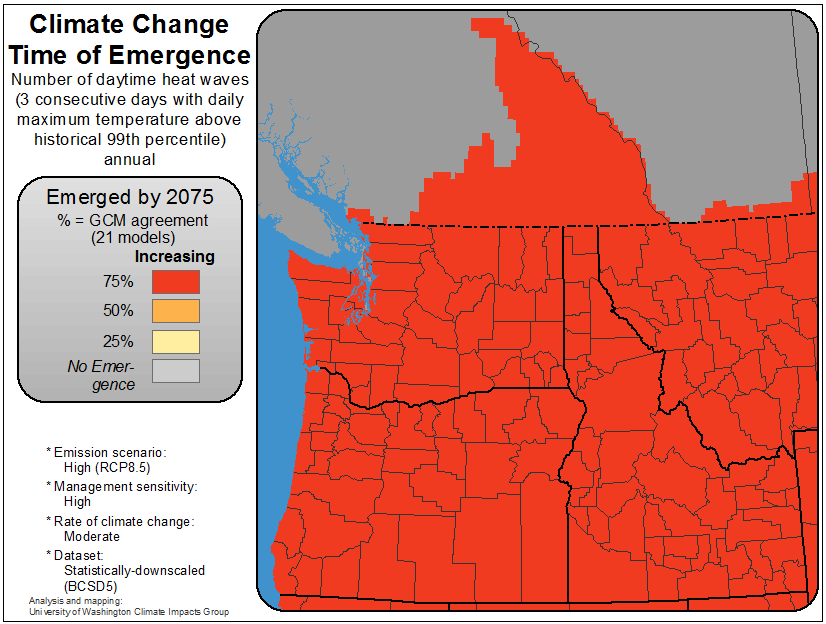 Climate Change
Time of Emergence
Number of daytime heat waves
(3 consecutive days with daily
maximum temperature above
historical 99th percentile)
annual
Emerged by 2075
% = GCM agreement
(21 models)
Increasing
75%
50%
25%
No Emer-
gence
* Emission scenario:
High (RCP8.5)
* Management sensitivity:
High
* Rate of climate change:
Moderate
* Dataset:
Statistically-downscaled
(BCSD5)
Analysis and mapping:
University of Washington Climate Impacts Group